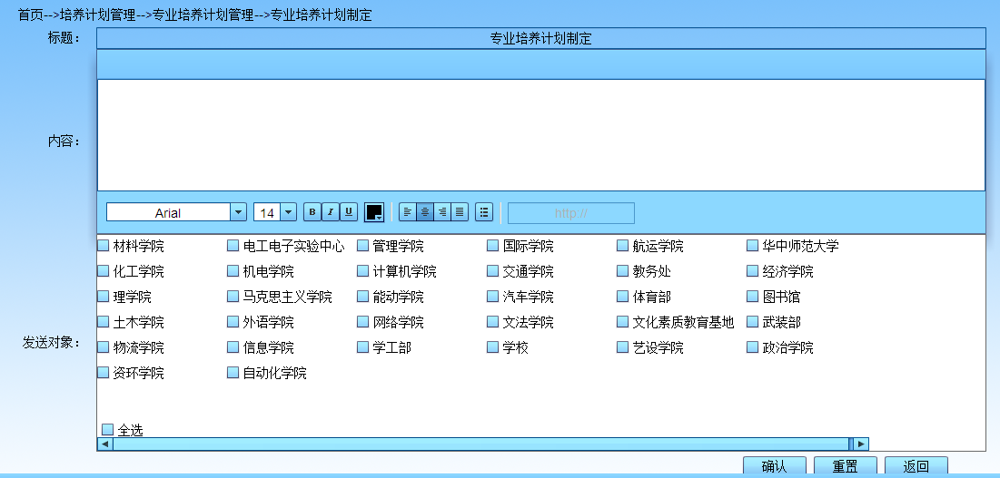 首页-->培养计划管理-->专业培养计划管理-->专业培养计划制定
标题： 专业培养计划制定
内容：
Arial 14 B I U http://
发送对象：
材料学院 电工电子实验中心 管理学院 国际学院 航运学院 华中师范大学
化工学院 机电学院 计算机学院 交通学院 教务处 经济学院
理学院 马克思主义学院 能动学院 汽车学院 体育部 图书馆
土木学院 外语学院 网络学院 文法学院 文化素质教育基地 武装部
物流学院 信息学院 学工部 学校 艺设学院 政治学院
资环学院 自动化学院
全选
确认 重置 返回